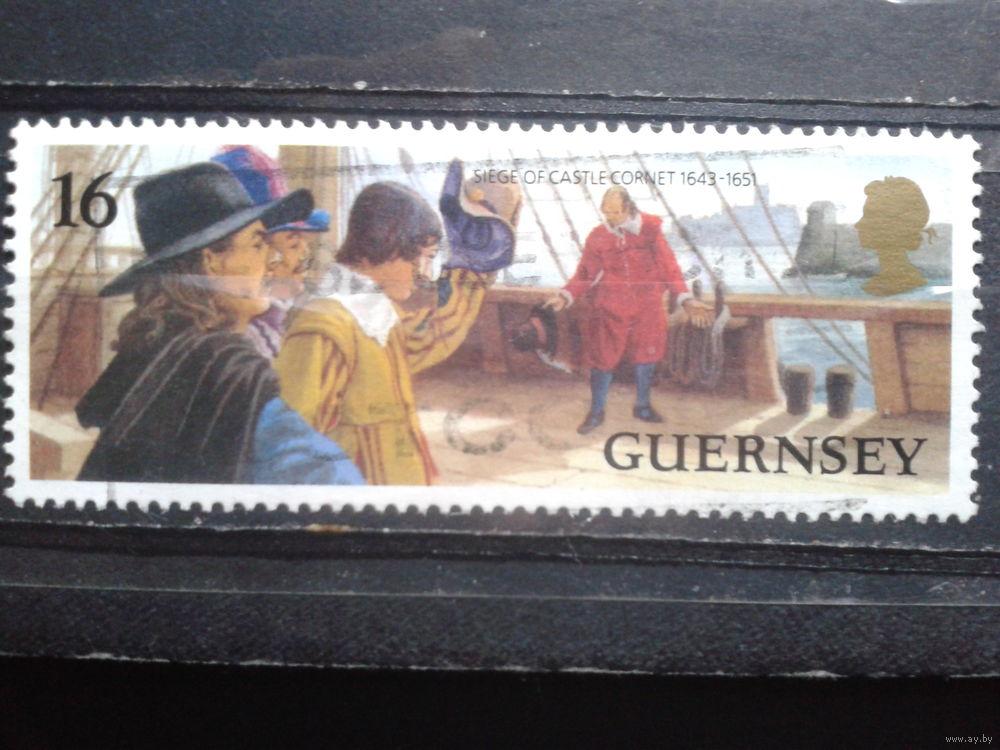 16
SIEGE OF CASTLE CORNET 1643-1651
GUERNSEY
www.ay.by